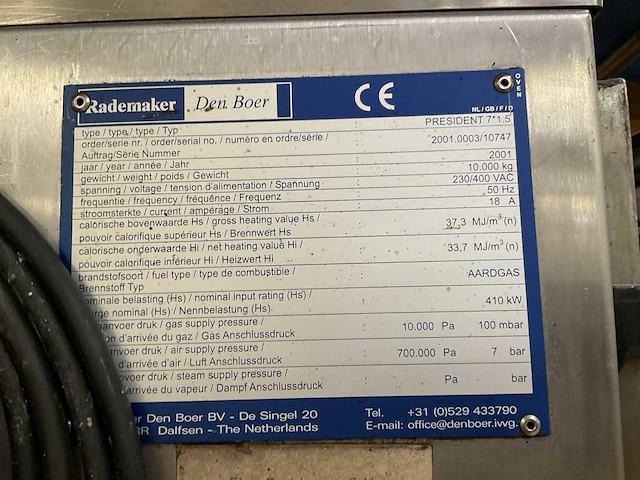 Rademaker Den Boer CE
OVEN
NL / GB / F / D
type / type / type / Typ PRESIDENT 7*1.5
order/serie nr. / order/serial no. / numéro en ordre/série /
Auftrag/Série Nummer 2001.0003/10747
jaar / year / année / Jahr 2001
gewicht / weight / poids / Gewicht 10.000 kg
spanning / voltage / tension d'alimentation / Spannung 230/400 VAC
frequentie / frequency / fréquence / Frequenz 50 Hz
stroomsterkte / current / ampérage / Strom 18 A
calorische bovenwaarde Hs / gross heating value Hs /
pouvoir calorifique supérieur Hs / Brennwert Hs : 37,3 MJ/m³(n)
calorische onderwaarde Hi / net heating value Hi /
pouvoir calorifique inférieur Hi / Heizwert Hi : 33,7 MJ/m³(n)
brandstofsoort / fuel type / type de combustible /
Brennstoff Typ : AARDGAS
nominale belasting (Hs) / nominal input rating (Hs) /
arge nominal (Hs) / Nennbelastung (Hs) : 410 kW
anvoer druk / gas supply pressure /
on d'arrivée du gaz / Gas Anschlussdruck : 10.000 Pa 100 mbar
anvoer druk / air supply pressure /
d'arrivée d'air / Luft Anschlussdruck : 700.000 Pa 7 bar
anvoer druk / steam supply pressure /
d'arrivée du vapeur / Dampf Anschlussdruck : Pa bar
er Den Boer BV - De Singel 20 Tel. +31 (0)529 433790
R Dalfsen - The Netherlands E-mail: office@denboer.iwg.